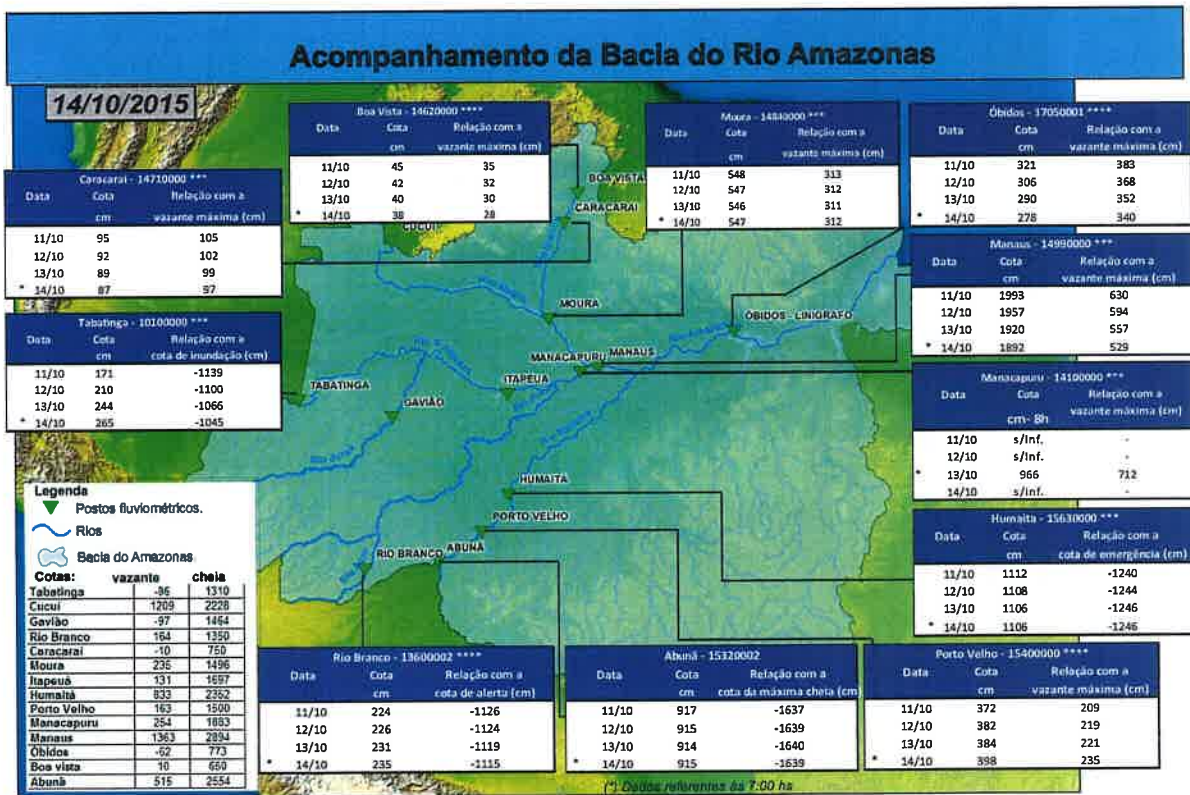 Acompanhamento da Bacia do Rio Amazonas
14/10/2015
Boa Vista - 14620000 ****
Data Cota Relação com a
cm vazante máxima (cm)
11/10 45 35
12/10 42 32
13/10 40 30
* 14/10 38 28
Moura - 14840000 ***
Data Cota Relação com a
cm vazante máxima (cm)
11/10 548 313
12/10 547 312
13/10 546 311
* 14/10 547 312
Óbidos - 17050001 ****
Data Cota Relação com a
cm vazante máxima (cm)
11/10 321 383
12/10 306 368
13/10 290 352
* 14/10 278 340
Caracarai - 14710000 ***
Data Cota Relação com a
cm vazante máxima (cm)
11/10 95 105
12/10 92 102
13/10 89 99
* 14/10 87 97
Manaus - 14990000 ***
Data Cota Relação com a
cm vazante máxima (cm)
11/10 1993 630
12/10 1957 594
13/10 1920 557
* 14/10 1892 529
Tabatinga - 10100000 ***
Data Cota Relação com a
cm cota de inundação (cm)
11/10 171 -1139
12/10 210 -1100
13/10 244 -1066
* 14/10 265 -1045
Manacapuru - 14100000 ***
Data Cota Relação com a
cm- 8h vazante máxima (cm)
11/10 s/inf. -
12/10 s/inf. -
* 13/10 966 712
14/10 s/inf. -
Humaita - 15630000 ***
Data Cota Relação com a
cm cota de emergência (cm)
11/10 1112 -1240
12/10 1108 -1244
13/10 1106 -1246
* 14/10 1106 -1246
BOA VISTA
CARACARAI
CUCUÍ
MOURA
ÓBIDOS - LINIGRAFO
MANACAPURU
MANAUS
ITAPEUA
TABATINGA
GAVIÃO
HUMAITÁ
PORTO VELHO
ABUNÃ
RIO BRANCO
Legenda
Postos fluviométricos.
Rios
Bacia do Amazonas
Cotas: vazante cheia
Tabatinga -86 1310
Cucuí 1209 2228
Gavião -97 1464
Rio Branco 164 1350
Caracarai -10 750
Moura 235 1496
Itapeuá 131 1697
Humaitá 833 2352
Porto Velho 163 1500
Manacapuru 254 1883
Manaus 1363 2894
Óbidos -62 773
Boa vista 10 650
Abunã 515 2554
Rio Branco - 13600002 ****
Data Cota Relação com a
cm cota de alerta (cm)
11/10 224 -1126
12/10 226 -1124
13/10 231 -1119
* 14/10 235 -1115
Abunã - 15320002
Data Cota Relação com a
cm cota da máxima cheia (cm)
11/10 917 -1637
12/10 915 -1639
13/10 914 -1640
* 14/10 915 -1639
Porto Velho - 15400000 ****
Data Cota Relação com a
cm vazante máxima (cm)
11/10 372 209
12/10 382 219
13/10 384 221
* 14/10 398 235
(*) Dados referentes às 7:00 hs